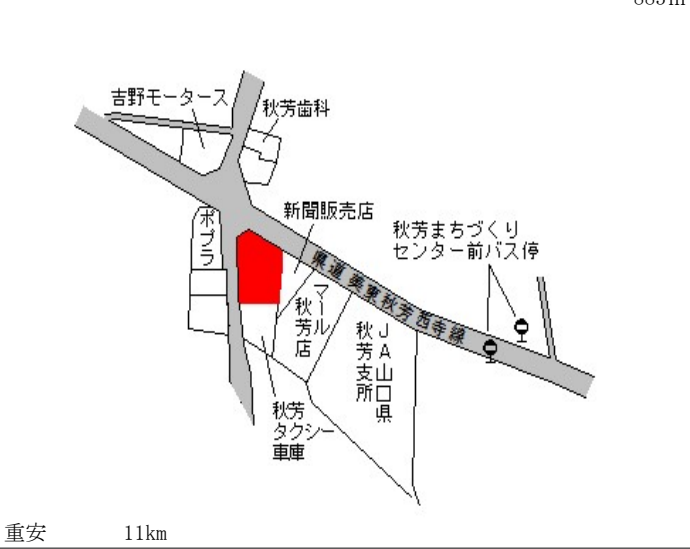 吉野モータース
秋芳歯科
新聞販売店
ポプラ
秋芳まちづくり
センター前バス停
県道美東秋芳西寺線
マール
秋芳店
JA山口県
秋芳支所
秋芳
タクシー
車庫
重安 11km